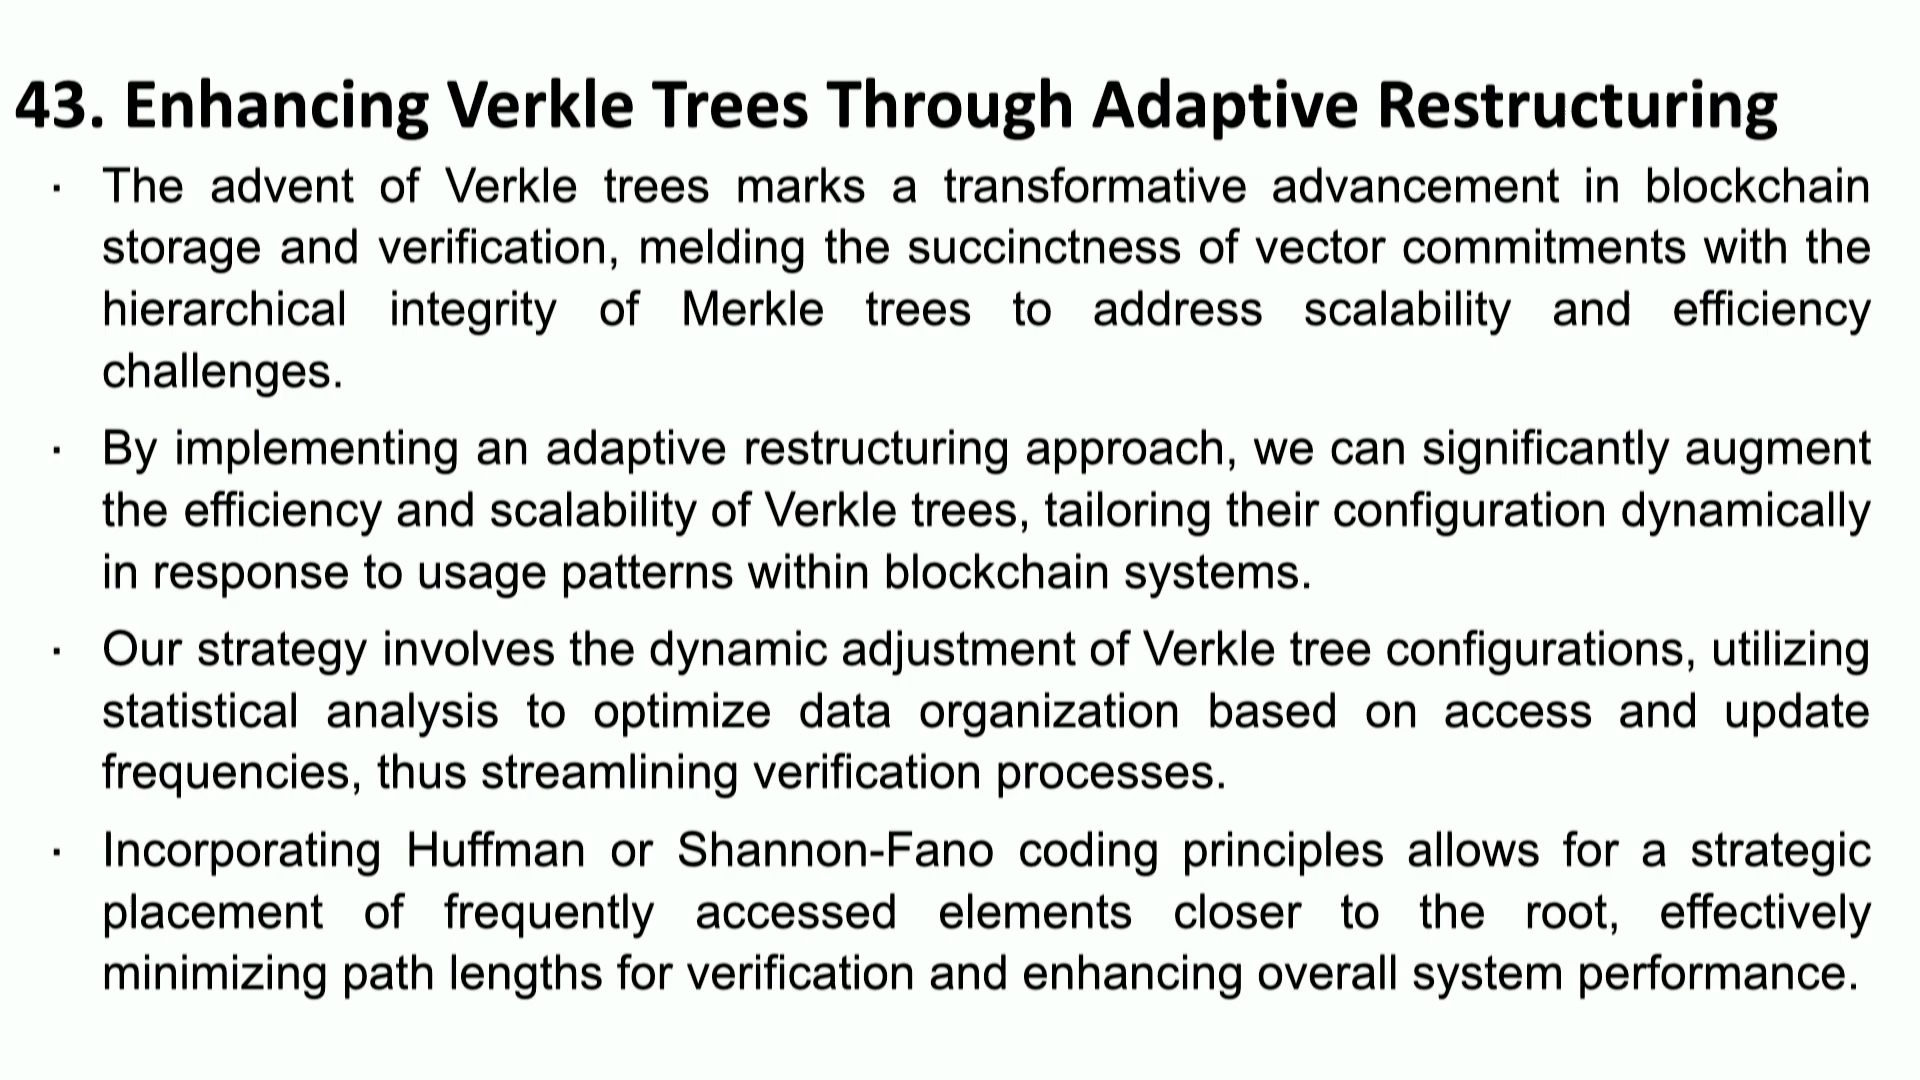 43. Enhancing Verkle Trees Through Adaptive Restructuring
· The advent of Verkle trees marks a transformative advancement in blockchain
storage and verification, melding the succinctness of vector commitments with the
hierarchical integrity of Merkle trees to address scalability and efficiency
challenges.
· By implementing an adaptive restructuring approach, we can significantly augment
the efficiency and scalability of Verkle trees, tailoring their configuration dynamically
in response to usage patterns within blockchain systems.
· Our strategy involves the dynamic adjustment of Verkle tree configurations, utilizing
statistical analysis to optimize data organization based on access and update
frequencies, thus streamlining verification processes.
· Incorporating Huffman or Shannon-Fano coding principles allows for a strategic
placement of frequently accessed elements closer to the root, effectively
minimizing path lengths for verification and enhancing overall system performance.